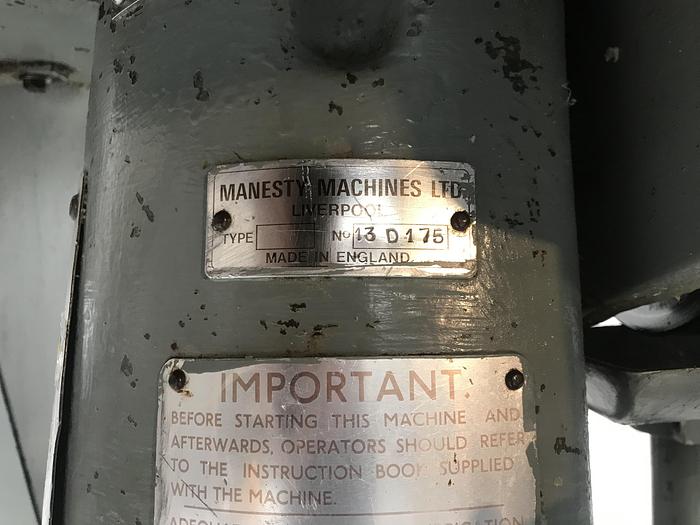 MANESTY MACHINES LTD
LIVERPOOL
TYPE No 13 D 175
MADE IN ENGLAND
IMPORTANT.
BEFORE STARTING THIS MACHINE AND
AFTERWARDS, OPERATORS SHOULD REFER
TO THE INSTRUCTION BOOK SUPPLIED
WITH THE MACHINE.